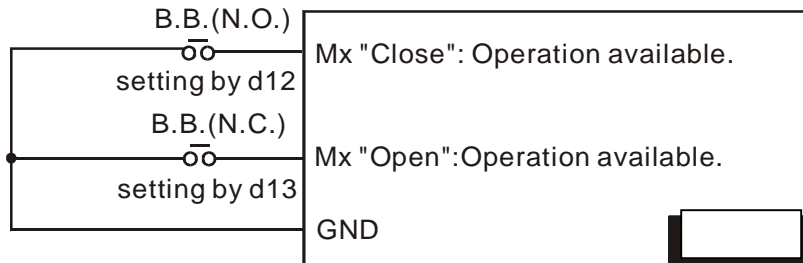 B.B.(N.O.)
Mx "Close": Operation available.
setting by d12
B.B.(N.C.)
Mx "Open":Operation available.
setting by d13
GND